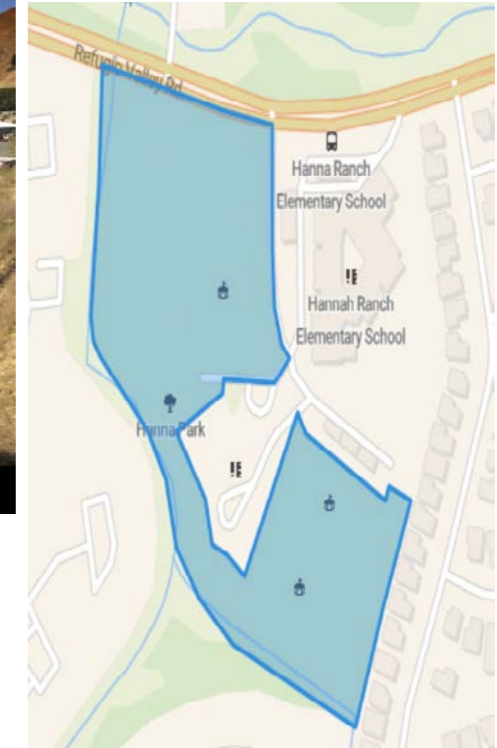 Refugio Valley Rd
Hanna Ranch
Elementary School
Hannah Ranch
Elementary School
Hanna Park